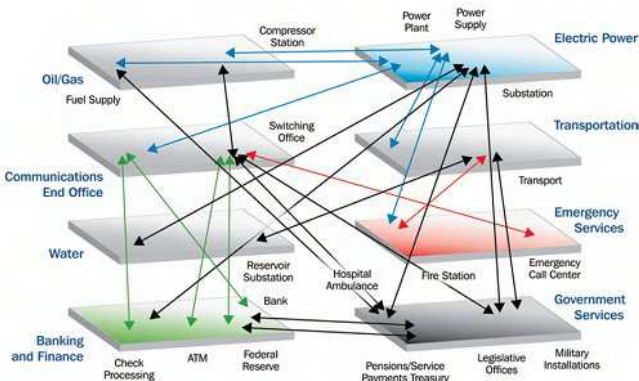 Compressor
Station
Power
Plant
Power
Supply
Electric Power
Oil/Gas
Fuel Supply
Substation
Switching
Office
Transportation
Communications
End Office
Transport
Emergency
Services
Water
Reservoir
Substation
Hospital
Ambulance
Fire Station
Emergency
Call Center
Bank
Government
Services
Banking
and Finance
Check
Processing
ATM
Federal
Reserve
Pensions/Service
Payments Treasury
Legislative
Offices
Military
Installations